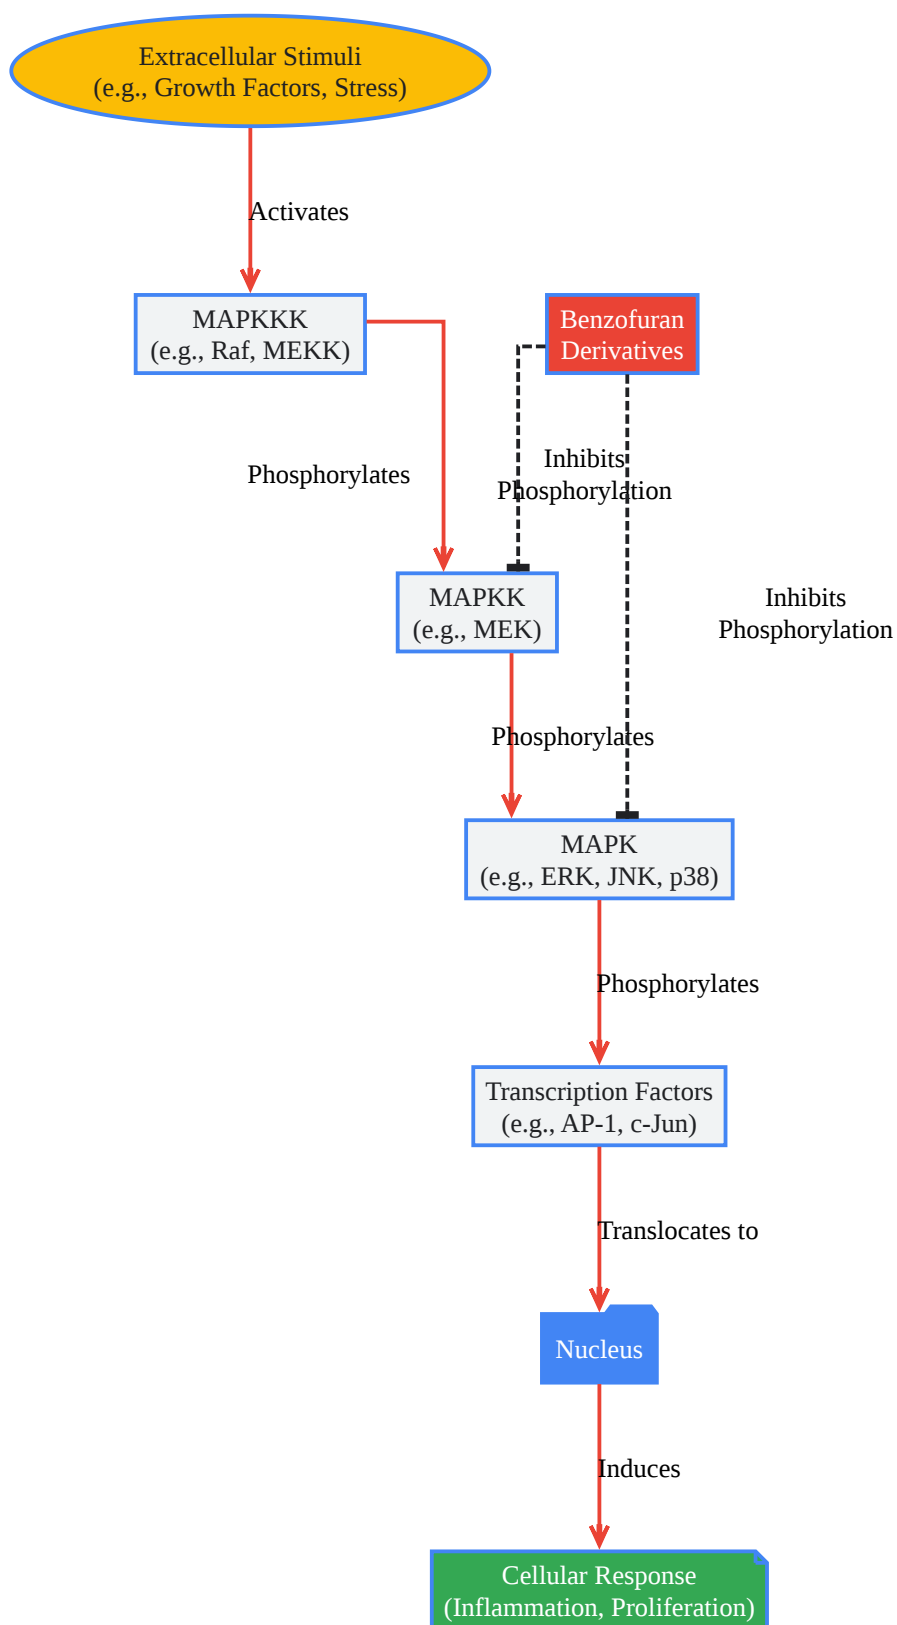 Extracellular Stimuli
(e.g., Growth Factors, Stress)
Activates
MAPKKK
(e.g., Raf, MEKK)
Benzofuran
Derivatives
Phosphorylates
Inhibits
Phosphorylation
MAPKK
(e.g., MEK)
Inhibits
Phosphorylation
Phosphorylates
MAPK
(e.g., ERK, JNK, p38)
Phosphorylates
Transcription Factors
(e.g., AP-1, c-Jun)
Translocates to
Nucleus
Induces
Cellular Response
(Inflammation, Proliferation)